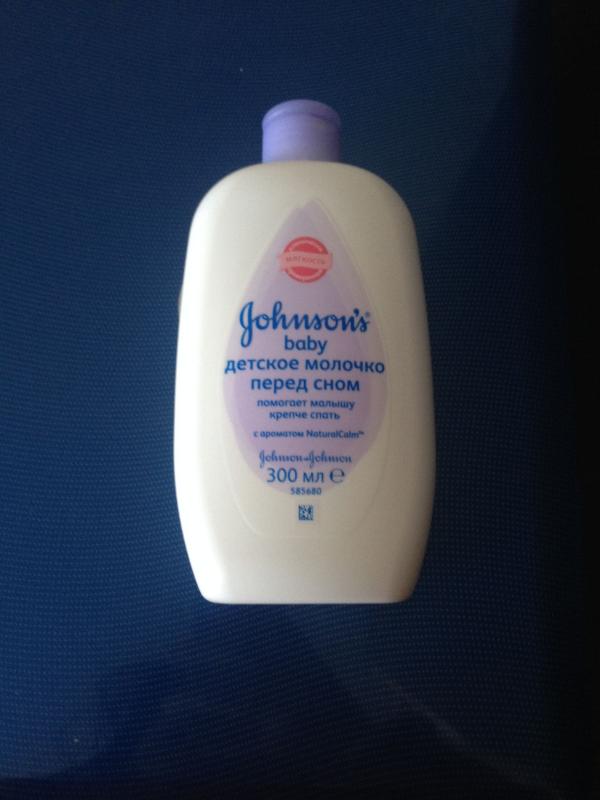 мягкость
Johnson's®
baby
детское молочко
перед сном
помогает малышу
крепче спать
с ароматом NaturalCalm™
Johnson & Johnson
300 мл ℮
585680